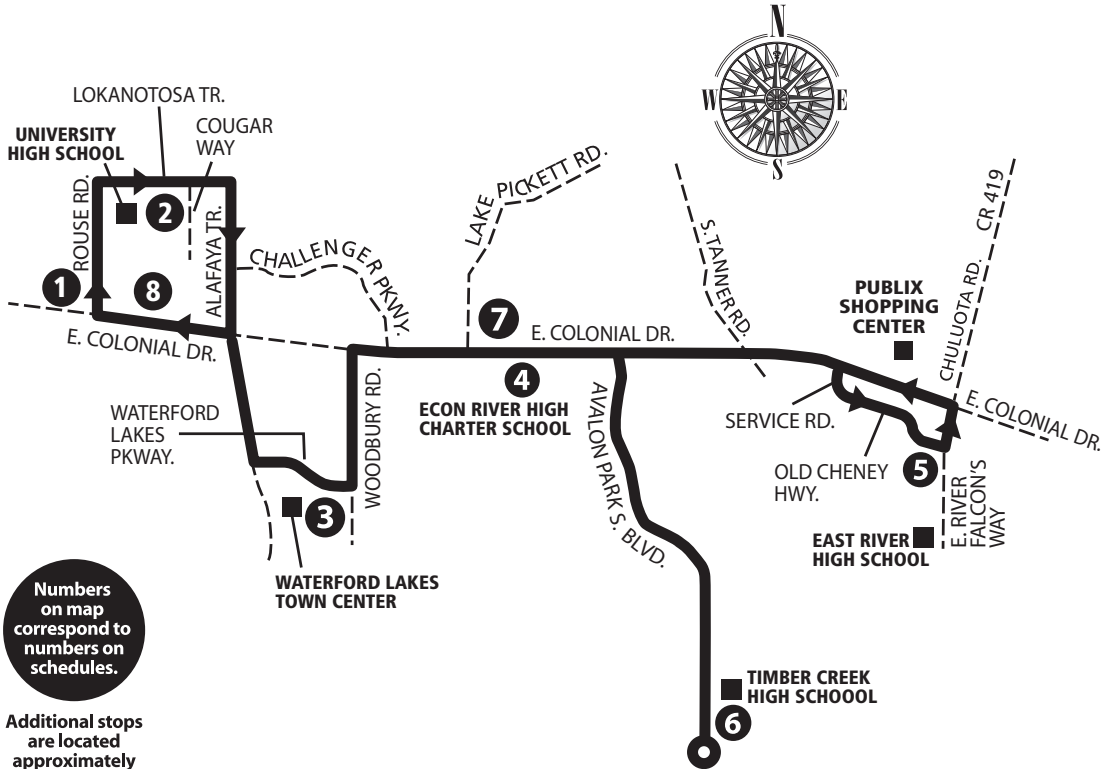 N
W
E
S
LOKANOTOSA TR.
UNIVERSITY
HIGH SCHOOL
COUGAR
WAY
ROUSE RD.
2
ALAFAYA TR.
1
8
E. COLONIAL DR.
CHALLENGER PKWY.
LAKE PICKETT RD.
7
E. COLONIAL DR.
S. TANNER RD.
PUBLIX
SHOPPING
CENTER
CHULUOTA RD.
CR 419
E. COLONIAL DR.
WATERFORD
LAKES
PKWAY.
WOODBURY RD.
4
ECON RIVER HIGH
CHARTER SCHOOL
AVALON PARK S. BLVD.
SERVICE RD.
OLD CHENEY
HWY.
5
E. RIVER
FALCON'S
WAY
EAST RIVER
HIGH SCHOOL
3
WATERFORD LAKES
TOWN CENTER
TIMBER CREEK
HIGH SCHOOOL
6
Numbers
on map
correspond to
numbers on
schedules.
Additional stops
are located
approximately